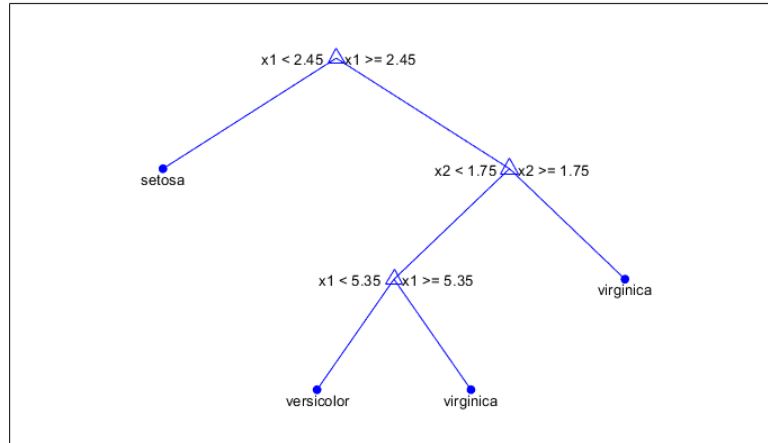 x1 < 2.45 x1 >= 2.45
setosa
x2 < 1.75 x2 >= 1.75
x1 < 5.35 x1 >= 5.35
virginica
versicolor virginica